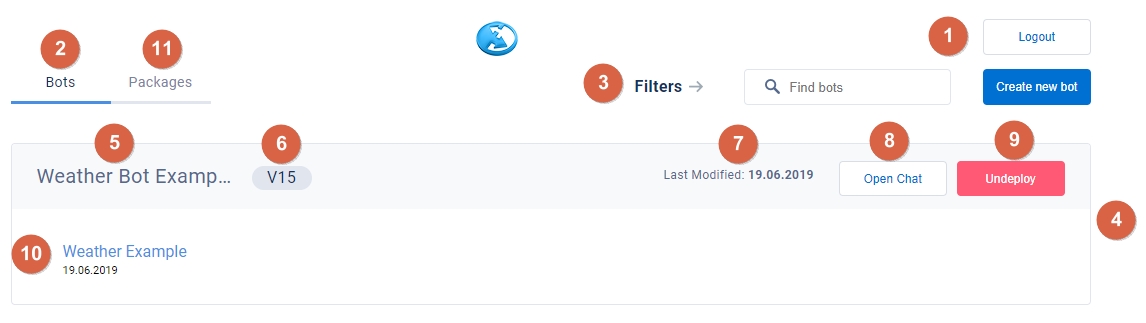 1
Logout
2
11
Bots
Packages
3
Filters
Find bots
Create new bot
5
6
7
8
9
Weather Bot Examp...
V15
Last Modified: 19.06.2019
Open Chat
Undeploy
4
10
Weather Example
19.06.2019